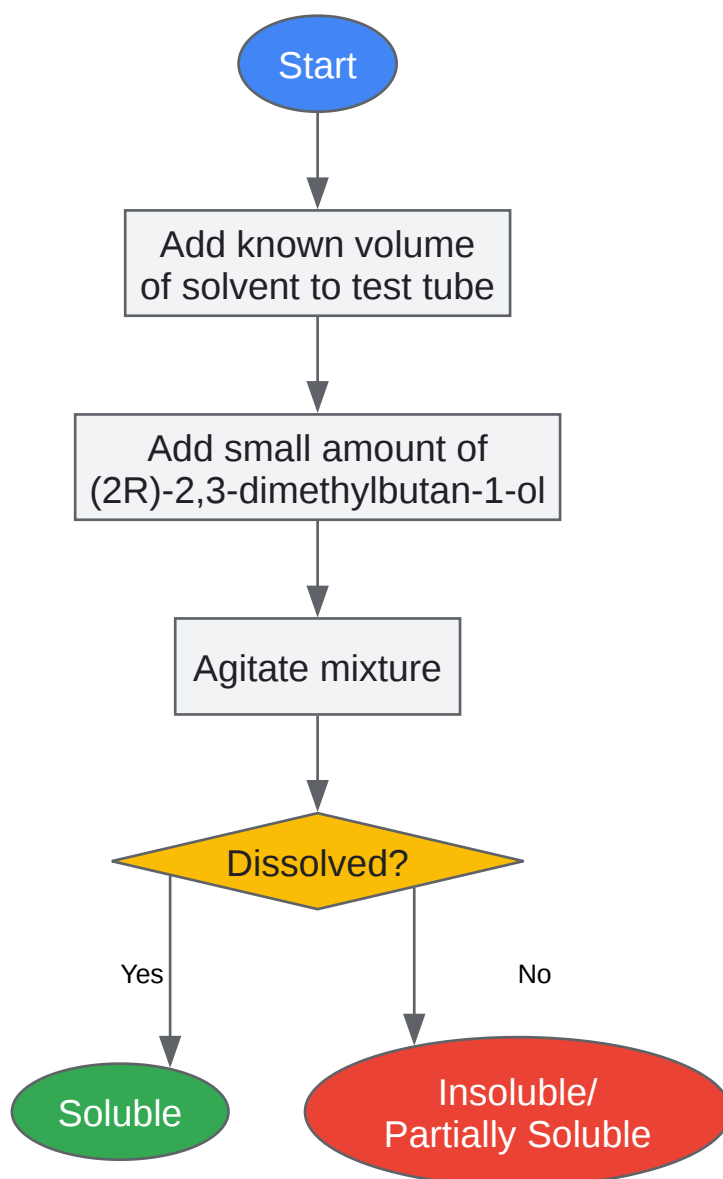 Start
Add known volume
of solvent to test tube
Add small amount of
(2R)-2,3-dimethylbutan-1-ol
Agitate mixture
Dissolved?
Yes
No
Soluble
Insoluble/
Partially Soluble